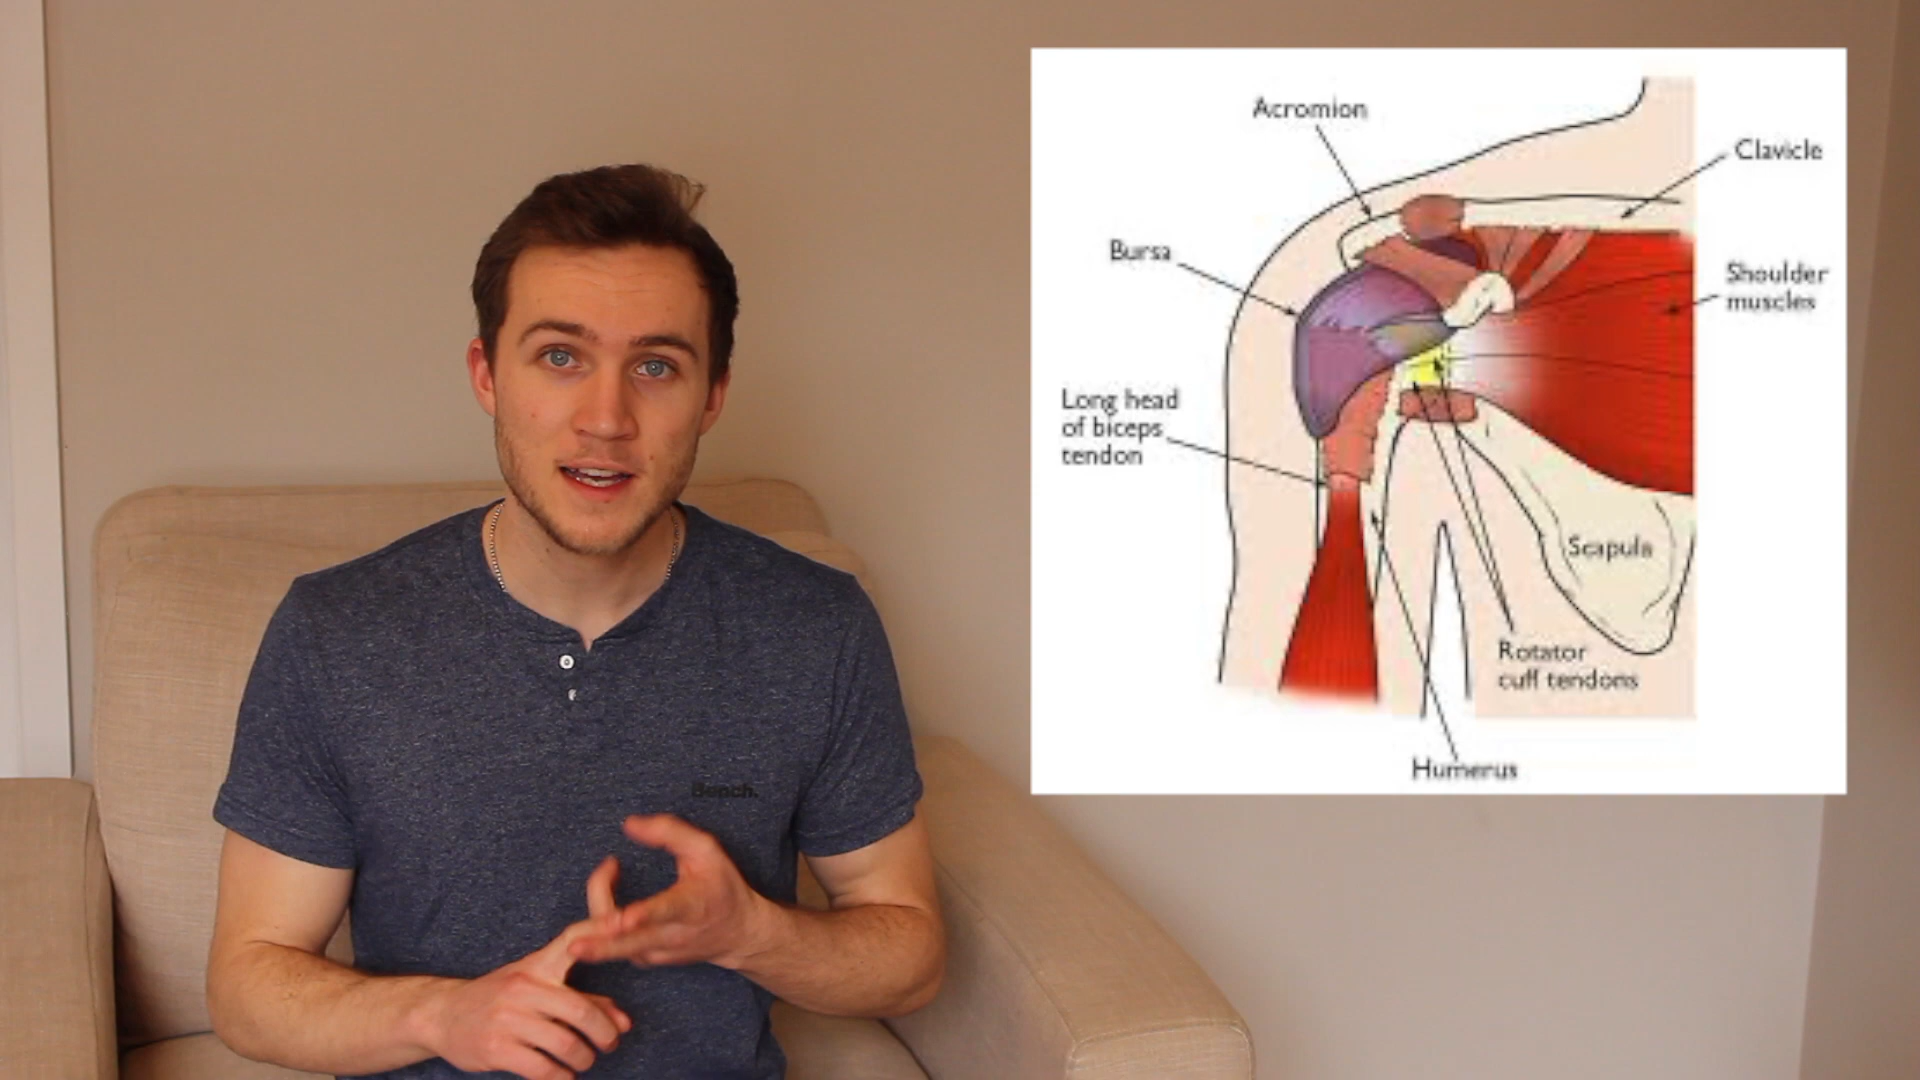 Acromion
Clavicle
Bursa
Shoulder
muscles
Long head
of biceps
tendon
Scapula
Rotator
cuff tendons
Humerus
Bench.